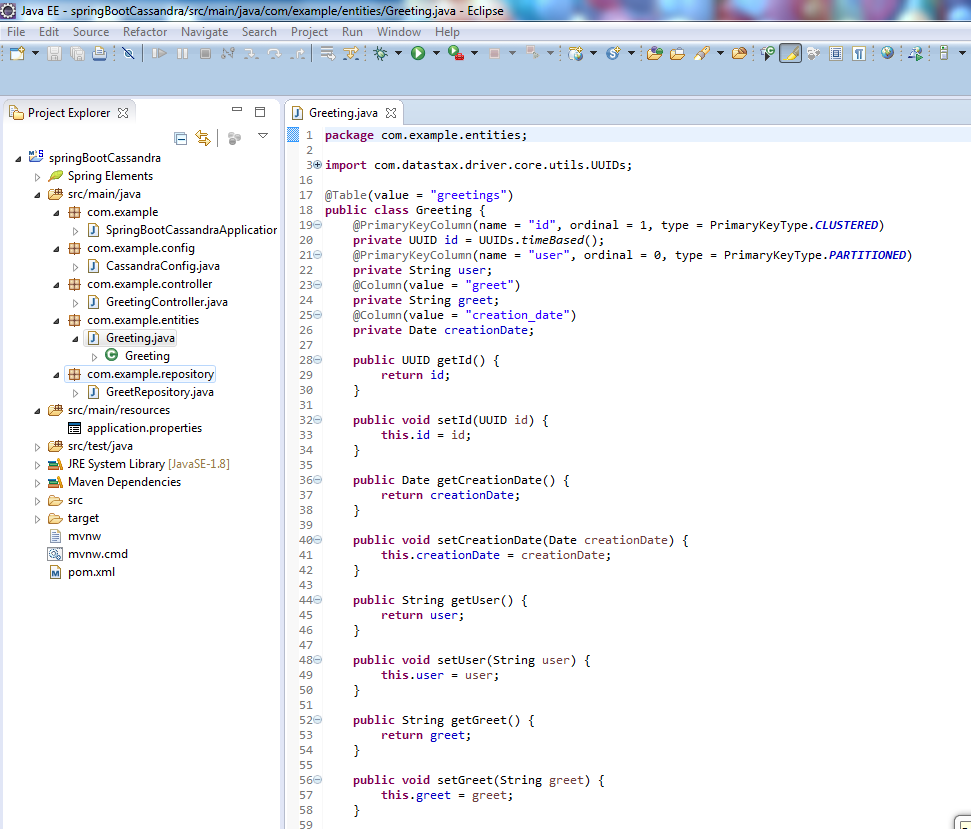 Java EE - springBootCassandra/src/main/java/com/example/entities/Greeting.java - Eclipse
File Edit Source Refactor Navigate Search Project Run Window Help
Project Explorer
springBootCassandra
Spring Elements
src/main/java
com.example
SpringBootCassandraApplication
com.example.config
CassandraConfig.java
com.example.controller
GreetingController.java
com.example.entities
Greeting.java
Greeting
com.example.repository
GreetRepository.java
src/main/resources
application.properties
src/test/java
JRE System Library [JavaSE-1.8]
Maven Dependencies
src
target
mvnw
mvnw.cmd
pom.xml
Greeting.java
1 package com.example.entities;
2
3 import com.datastax.driver.core.utils.UUIDs;
16
17 @Table(value = "greetings")
18 public class Greeting {
19 @PrimaryKeyColumn(name = "id", ordinal = 1, type = PrimaryKeyType.CLUSTERED)
20 private UUID id = UUIDs.timeBased();
21 @PrimaryKeyColumn(name = "user", ordinal = 0, type = PrimaryKeyType.PARTITIONED)
22 private String user;
23 @Column(value = "greet")
24 private String greet;
25 @Column(value = "creation_date")
26 private Date creationDate;
27
28 public UUID getId() {
29 return id;
30 }
31
32 public void setId(UUID id) {
33 this.id = id;
34 }
35
36 public Date getCreationDate() {
37 return creationDate;
38 }
39
40 public void setCreationDate(Date creationDate) {
41 this.creationDate = creationDate;
42 }
43
44 public String getUser() {
45 return user;
46 }
47
48 public void setUser(String user) {
49 this.user = user;
50 }
51
52 public String getGreet() {
53 return greet;
54 }
55
56 public void setGreet(String greet) {
57 this.greet = greet;
58 }
59